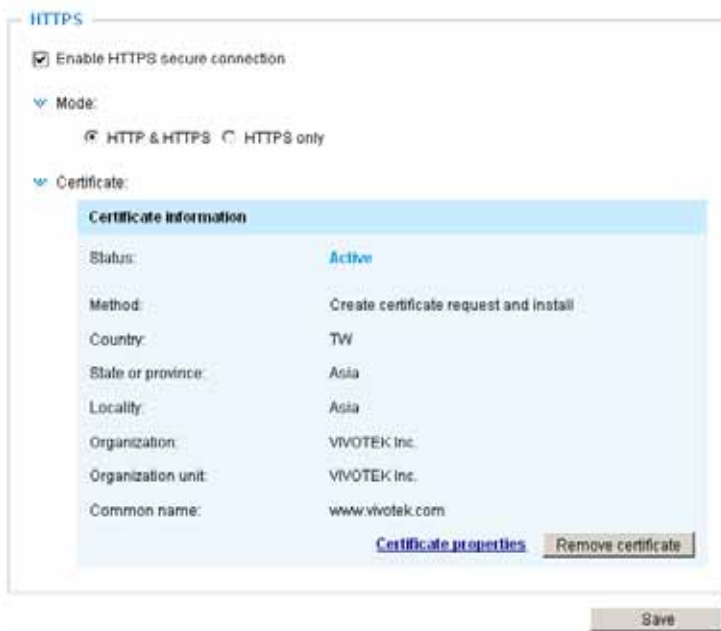 HTTPS
Enable HTTPS secure connection
Mode:
HTTP & HTTPS HTTPS only
Certificate:
Certificate information
Status: Active
Method: Create certificate request and install
Country: TW
State or province: Asia
Locality: Asia
Organization: VIVOTEK Inc.
Organization unit: VIVOTEK Inc.
Common name: www.vivotek.com
Certificate properties Remove certificate
Save